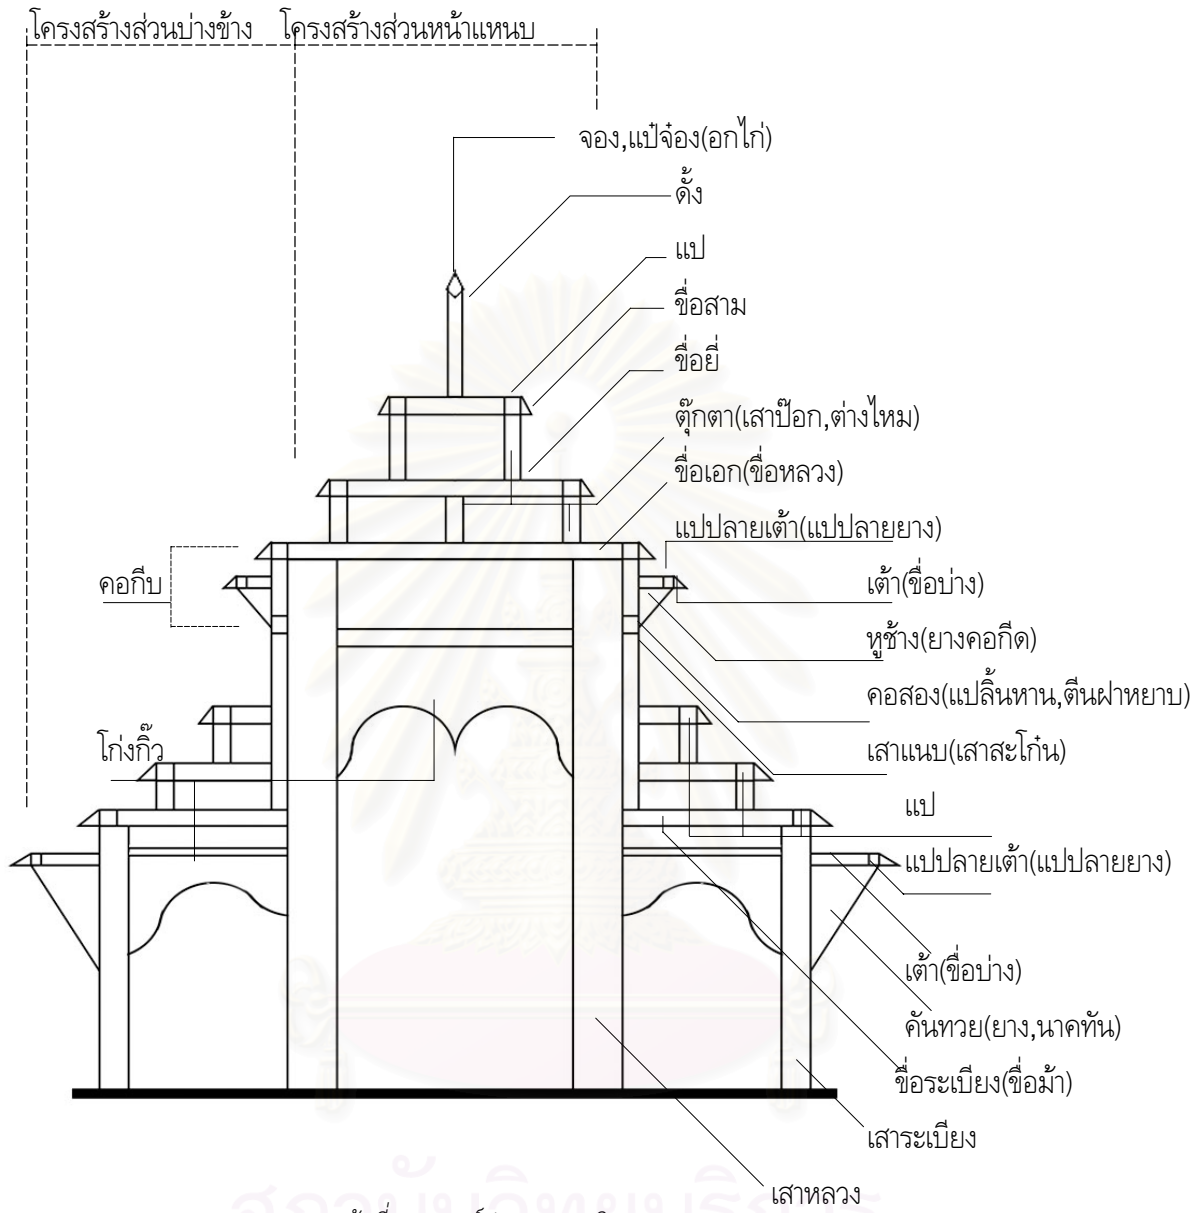 โครงสร้างส่วนบ่างข้าง โครงสร้างส่วนหน้าแหนบ
จอง,แป๋จ๋อง(อกไก่)
ดั้ง
แป
ขื่อสาม
ขื่อยี่
ตุ๊กตา(เสาป๊อก,ต่างไหม)
ขื่อเอก(ขื่อหลวง)
แปปลายเต้า(แปปลายยาง)
คอกีบ
เต้า(ขื่อบ่าง)
หูช้าง(ยางคอกีด)
คอสอง(แปลิ้นหาน,ตีนฝาหยาบ)
โก่งกิ๊ว
เสาแนบ(เสาสะโก๋น)
แป
แปปลายเต้า(แปปลายยาง)
เต้า(ขื่อบ่าง)
คันทวย(ยาง,นาคทัน)
ขื่อระเบียง(ขื่อม้า)
เสาระเบียง
เสาหลวง